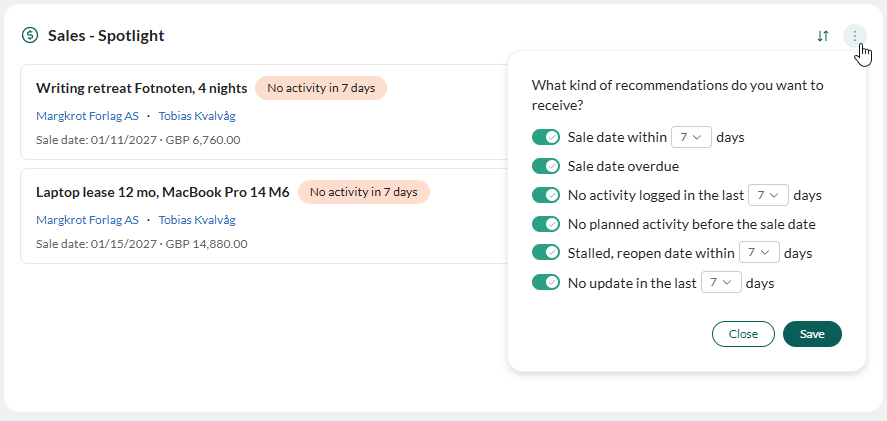 Sales - Spotlight
Writing retreat Fotnoten, 4 nights No activity in 7 days
Margkrot Forlag AS · Tobias Kvalvåg
Sale date: 01/11/2027 · GBP 6,760.00
Laptop lease 12 mo, MacBook Pro 14 M6 No activity in 7 days
Margkrot Forlag AS · Tobias Kvalvåg
Sale date: 01/15/2027 · GBP 14,880.00
What kind of recommendations do you want to
receive?
Sale date within 7 days
Sale date overdue
No activity logged in the last 7 days
No planned activity before the sale date
Stalled, reopen date within 7 days
No update in the last 7 days
Close Save